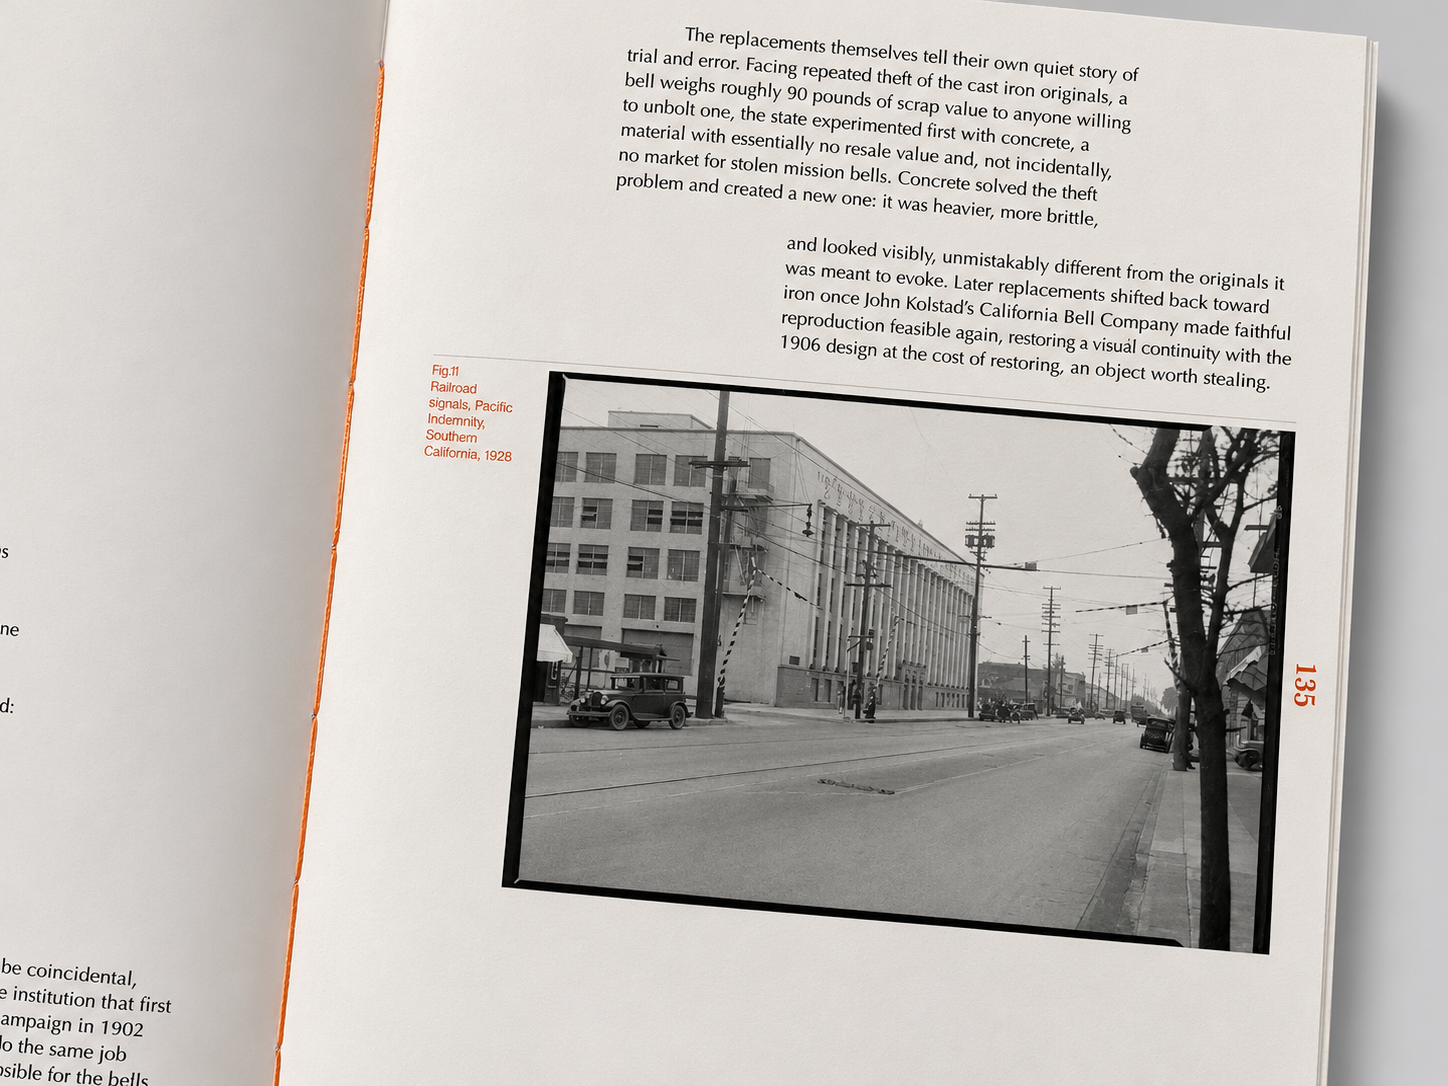 s
ne
d:
be coincidental,
e institution that first
ampaign in 1902
lo the same job
sible for the bells
The replacements themselves tell their own quiet story of
trial and error. Facing repeated theft of the cast iron originals, a
bell weighs roughly 90 pounds of scrap value to anyone willing
to unbolt one, the state experimented first with concrete, a
material with essentially no resale value and, not incidentally,
no market for stolen mission bells. Concrete solved the theft
problem and created a new one: it was heavier, more brittle,
and looked visibly, unmistakably different from the originals it
was meant to evoke. Later replacements shifted back toward
iron once John Kolstad's California Bell Company made faithful
reproduction feasible again, restoring a visual continuity with the
1906 design at the cost of restoring, an object worth stealing.
Fig.11
Railroad
signals, Pacific
Indemnity,
Southern
California, 1928
135